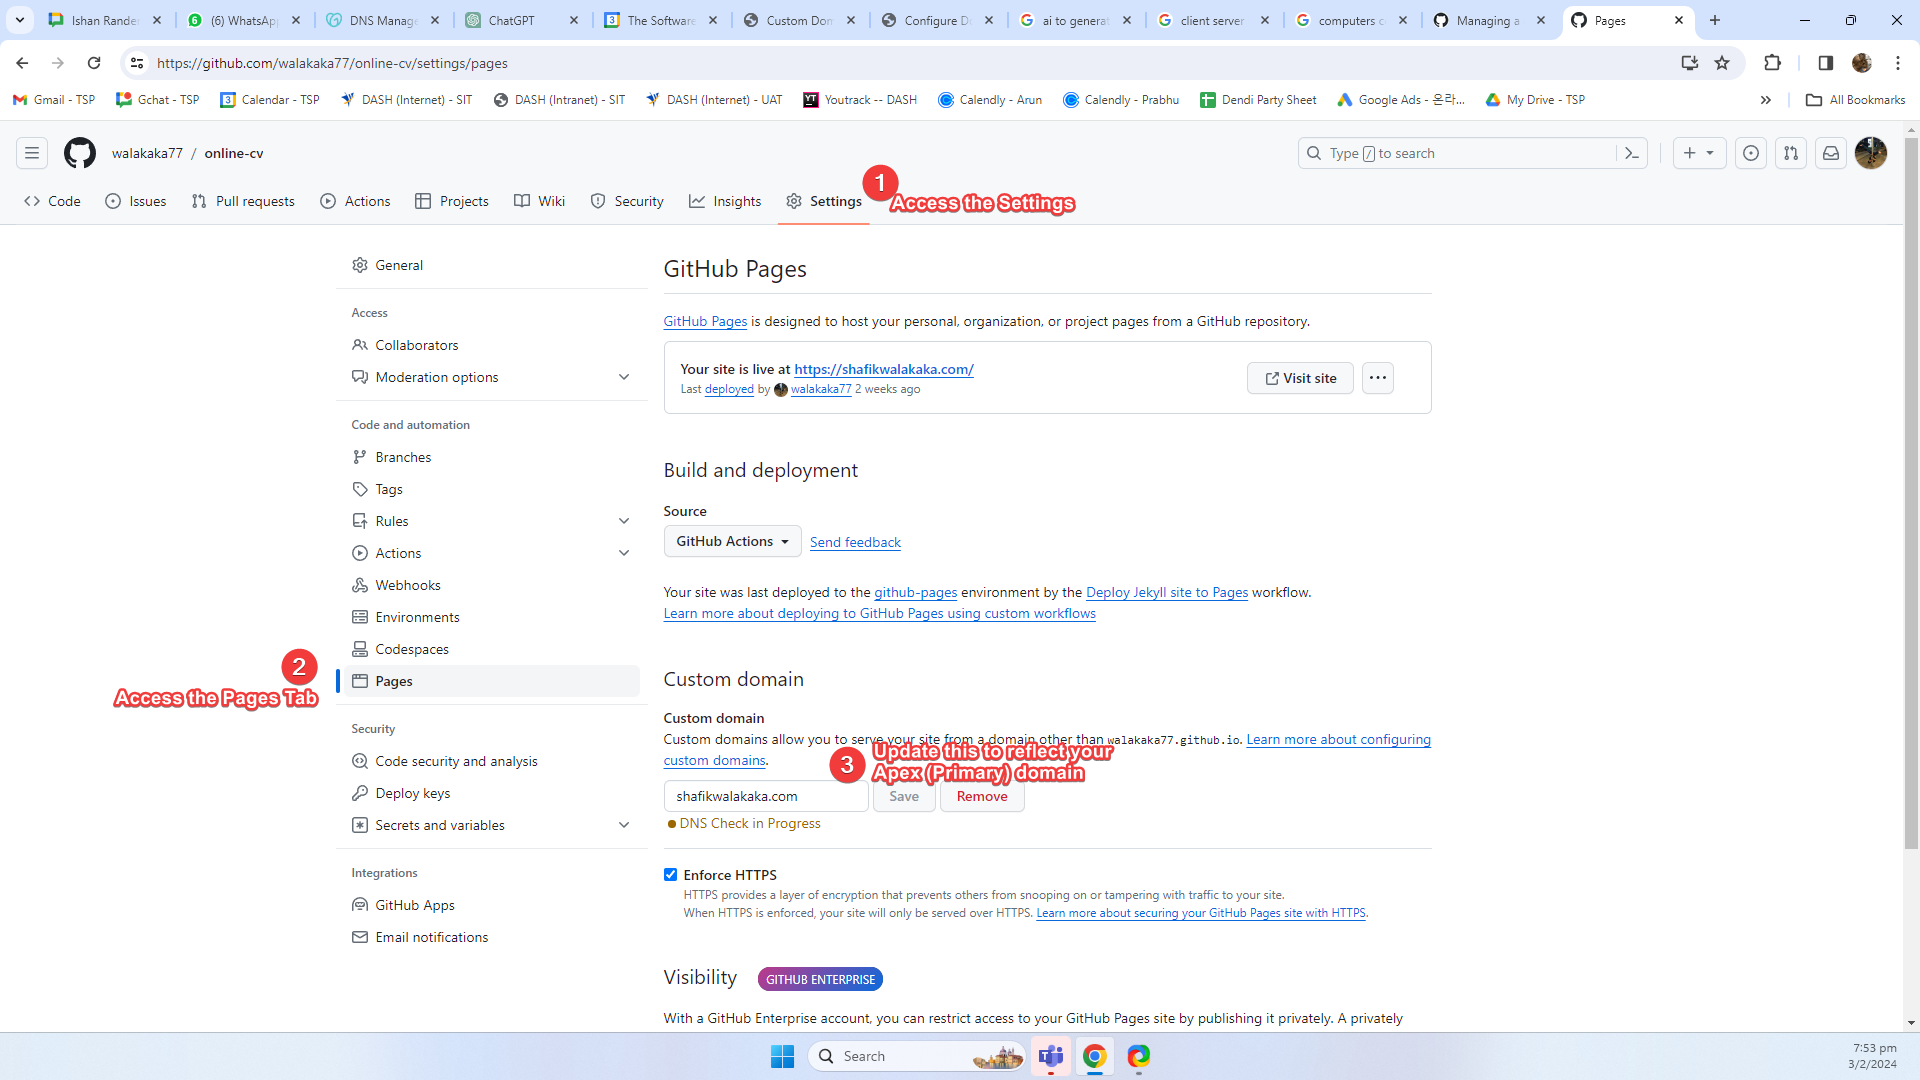 Ishan Rander
(6) WhatsApp
DNS Manage
ChatGPT
3 The Software
Custom Dom
Configure Do
ai to generat
client server
computers c
Managing a
Pages
https://github.com/walakaka77/online-cv/settings/pages
Gmail - TSP
Gchat - TSP
Calendar - TSP
DASH (Internet) - SIT
DASH (Intranet) - SIT
DASH (Internet) - UAT
YT Youtrack -- DASH
Calendly - Arun
Calendly - Prabhu
Dendi Party Sheet
Google Ads - 온라...
My Drive - TSP
All Bookmarks
walakaka77 / online-cv
Type / to search
Code
Issues
Pull requests
Actions
Projects
Wiki
Security
Insights
Settings
1
Access the Settings
General
Access
Collaborators
Moderation options
Code and automation
Branches
Tags
Rules
Actions
Webhooks
Environments
Codespaces
2
Access the Pages Tab
Pages
Security
Code security and analysis
Deploy keys
Secrets and variables
Integrations
GitHub Apps
Email notifications
GitHub Pages
GitHub Pages is designed to host your personal, organization, or project pages from a GitHub repository.
Your site is live at https://shafikwalakaka.com/
Last deployed by walakaka77 2 weeks ago
Visit site
Build and deployment
Source
GitHub Actions
Send feedback
Your site was last deployed to the github-pages environment by the Deploy Jekyll site to Pages workflow.
Learn more about deploying to GitHub Pages using custom workflows
Custom domain
Custom domain
Custom domains allow you to serve your site from a domain other than walakaka77.github.io. Learn more about configuring
custom domains.
3
Update this to reflect your
Apex (Primary) domain
shafikwalakaka.com
Save
Remove
DNS Check in Progress
Enforce HTTPS
HTTPS provides a layer of encryption that prevents others from snooping on or tampering with traffic to your site.
When HTTPS is enforced, your site will only be served over HTTPS. Learn more about securing your GitHub Pages site with HTTPS.
Visibility
GITHUB ENTERPRISE
With a GitHub Enterprise account, you can restrict access to your GitHub Pages site by publishing it privately. A privately
Search
7:53 pm
3/2/2024